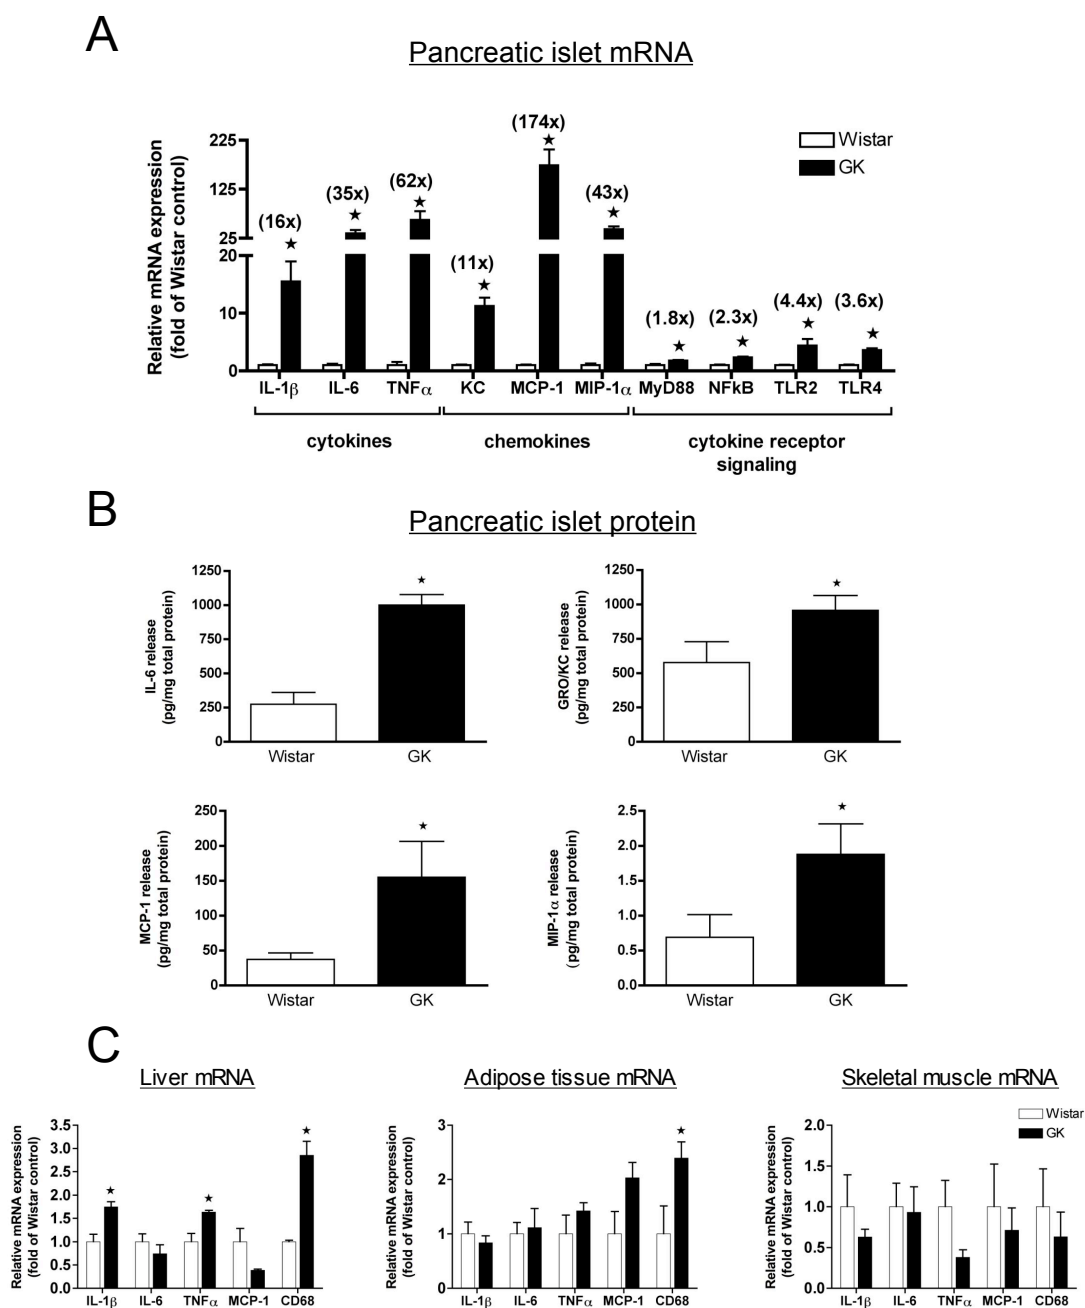 A
Pancreatic islet mRNA
Relative mRNA expression
(fold of Wistar control)
225
125
25
20
10
0
(16x)
(35x)
(62x)
(11x)
(174x)
(43x)
(1.8x)
(2.3x)
(4.4x)
(3.6x)
★ ★ ★ ★ ★ ★ ★ ★ ★ ★
Wistar
GK
IL-1β IL-6 TNFα KC MCP-1 MIP-1α MyD88 NFkB TLR2 TLR4
cytokines chemokines cytokine receptor
signaling
B
Pancreatic islet protein
IL-6 release
(pg/mg total protein)
1250
1000
750
500
250
0
★
Wistar GK
GRO/KC release
(pg/mg total protein)
1250
1000
750
500
250
0
★
Wistar GK
MCP-1 release
(pg/mg total protein)
250
200
150
100
50
0
★
Wistar GK
MIP-1α release
(pg/mg total protein)
2.5
2.0
1.5
1.0
0.5
0.0
★
Wistar GK
C
Liver mRNA
Relative mRNA expression
(fold of Wistar control)
3.5
3.0
2.5
2.0
1.5
1.0
0.5
0.0
★ ★ ★
IL-1β IL-6 TNFα MCP-1 CD68
Adipose tissue mRNA
Relative mRNA expression
(fold of Wistar control)
3
2
1
0
★
IL-1β IL-6 TNFα MCP-1 CD68
Skeletal muscle mRNA
Relative mRNA expression
(fold of Wistar control)
2.0
1.5
1.0
0.5
0.0
Wistar
GK
IL-1β IL-6 TNFα MCP-1 CD68